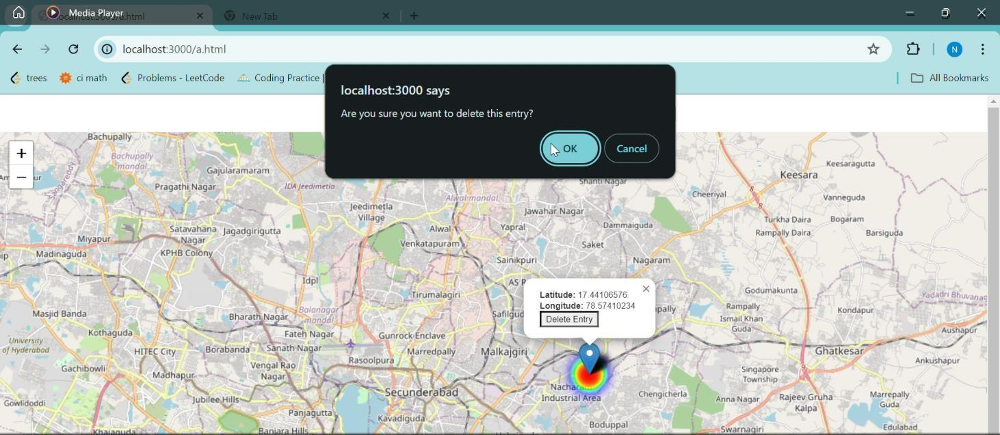 Media Player
New Tab
localhost:3000/a.html
trees
ci math
Problems - LeetCode
Coding Practice |
All Bookmarks
localhost:3000 says
Are you sure you want to delete this entry?
OK
Cancel
+
−
Bachupally
Bachupally
mandal
Sangareddy
Gajularamaram
Pragathi Nagar
IDA Jeedimetla
Alwal mandal
Shanti Nagar
Keesaragutta
Keesara
Cheeriyal
Vanneguda
Jeedimetla
Village
Jawahar Nagar
Satavahana
Nagar
Jagadgirigutta
Alwal
Yapral
Dammaiguda
Turkha Daira
Bogaram
Rampally Daira
Barsiguda
Miyapur
Madinaguda
KPHB Colony
Venkatapuram
Saket
Sainikpuri
Nagaram
Idpl
AS R
Tirumalagiri
Godumakunta
Yadadri Bhuvanag
Latitude: 17.44106576
Longitude: 78.57410234
Delete Entry
Masjid Banda
Bharath Nagar
Balanagar
mandal
Safilgud
pally
Rampally
Ismail Khan
Guda
Kondapur
Kothaguda
Fateh Nagar
Gunrock Enclave
Aushapur
University
of Hyderabad
HITEC City
Borabanda
Sanath Nagar
Marredpally
Malkajgiri
Ghatkesar
Rasoolpura
Ankushapur
Gachibowli
Madhapur
Vengal Rao
Nagar
Singapore
Township
Nacharam
Industrial Area
Secunderabad
Chengicherla
Anna Nagar
Rajeev Gruha
Kalpa
Marrepally
Guda
Gowlidoddi
Jubilee Hills
Panjagutta
Kavadiguda
Boduppal
Khajaguda
Banjara Hills
Swarnagiri
Edulabad